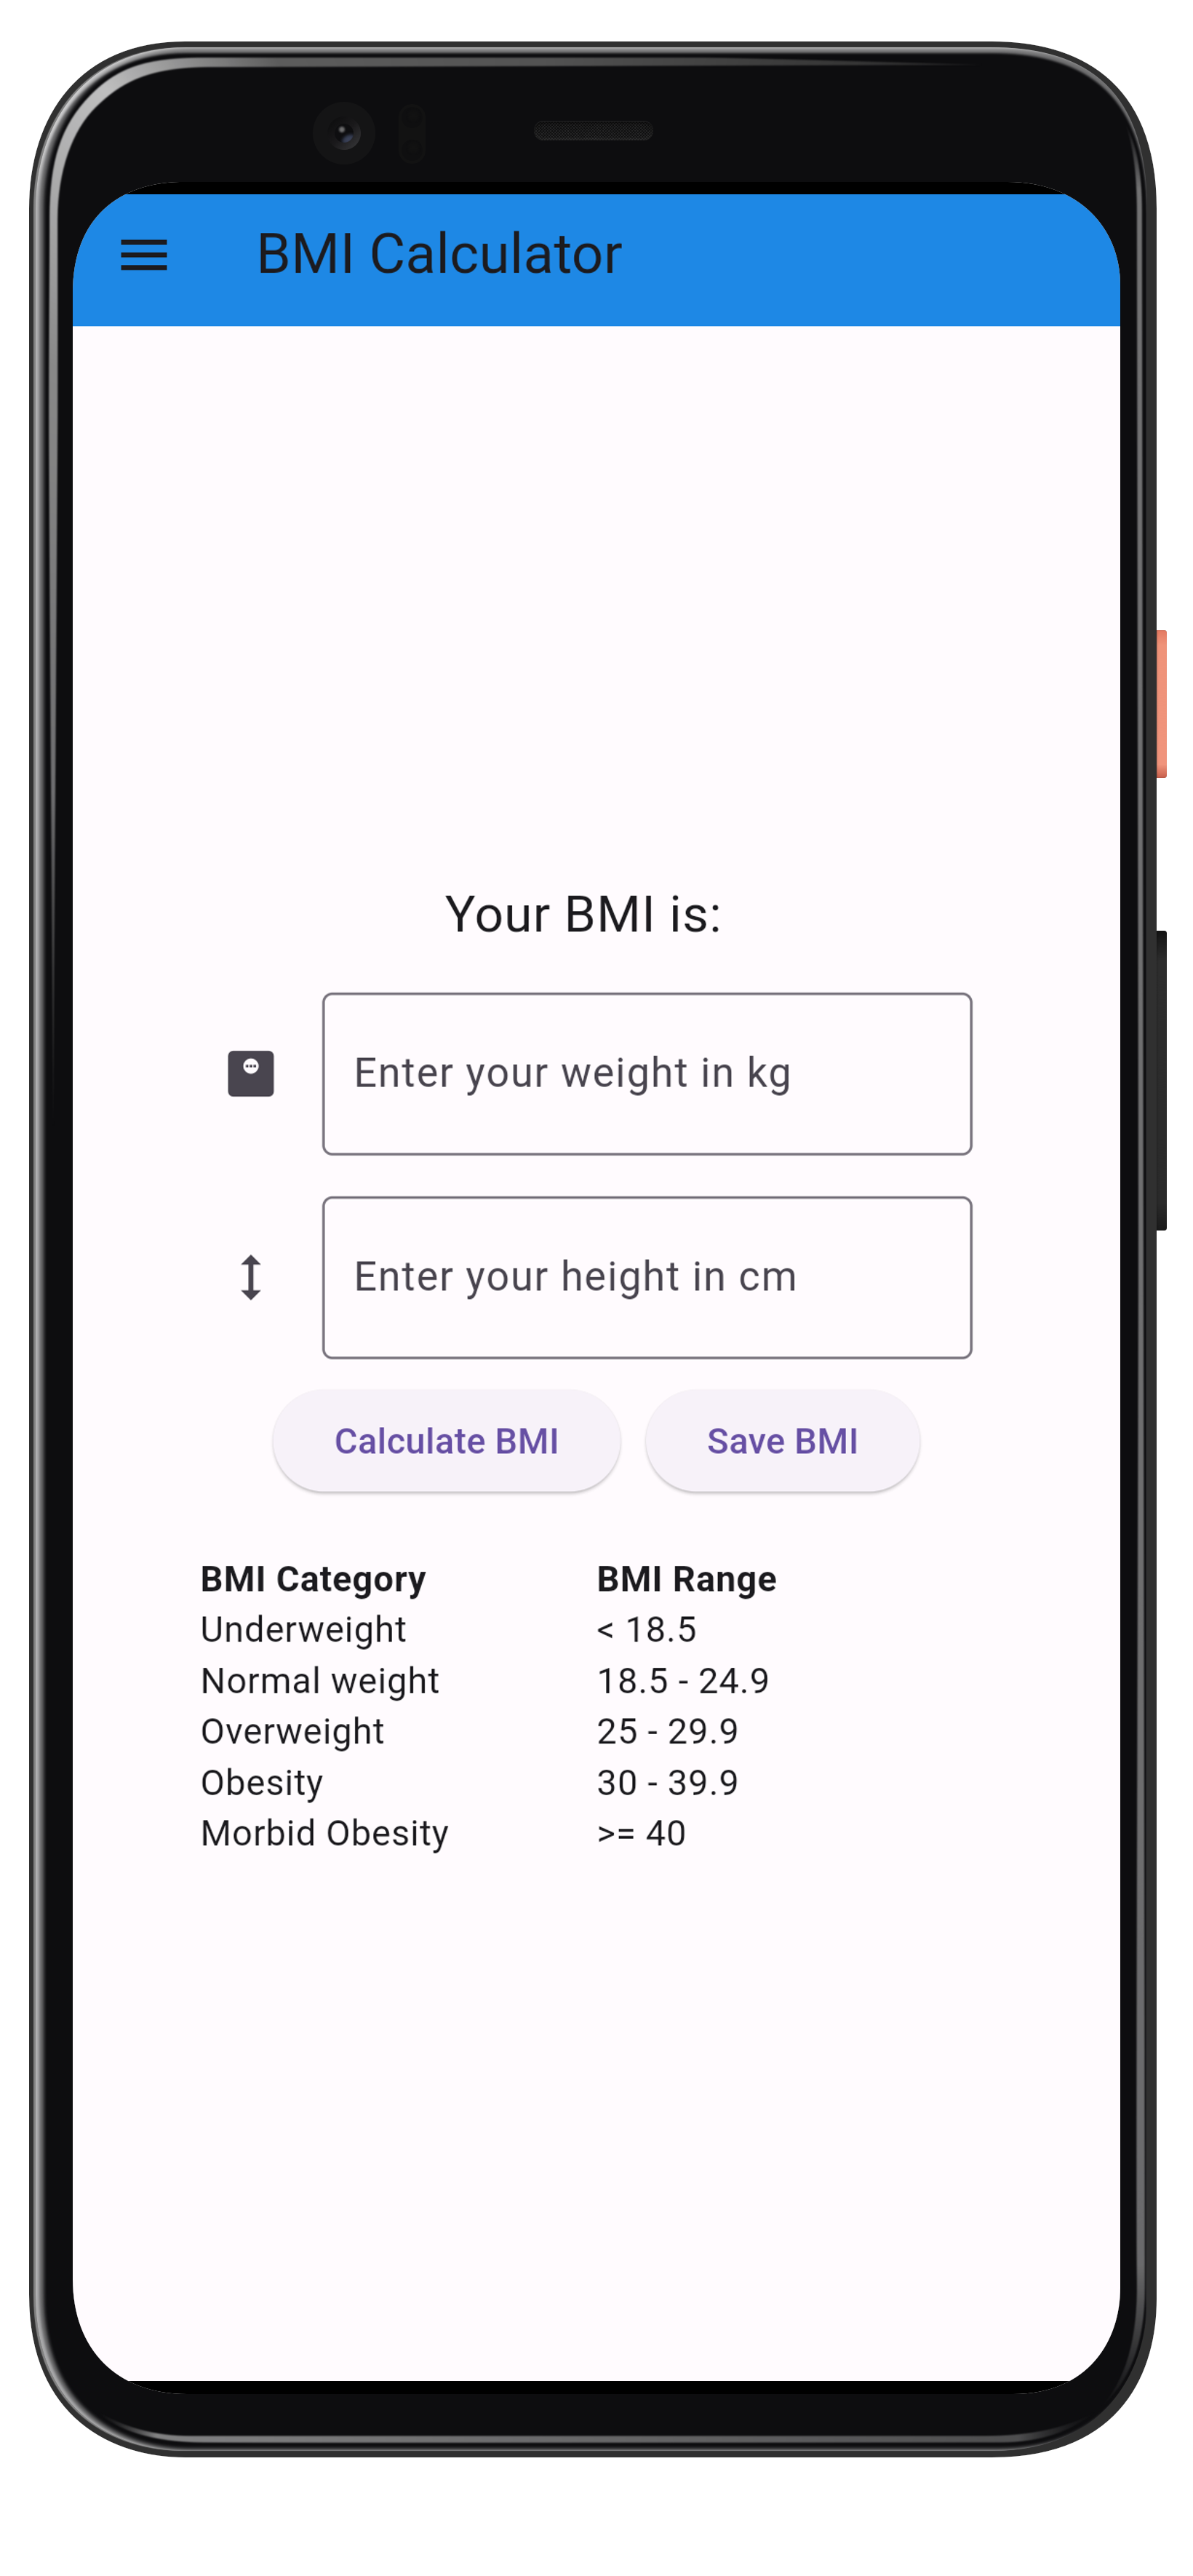 BMI Calculator
Your BMI is:
Enter your weight in kg
Enter your height in cm
Calculate BMI Save BMI
BMI Category BMI Range
Underweight < 18.5
Normal weight 18.5 - 24.9
Overweight 25 - 29.9
Obesity 30 - 39.9
Morbid Obesity >= 40